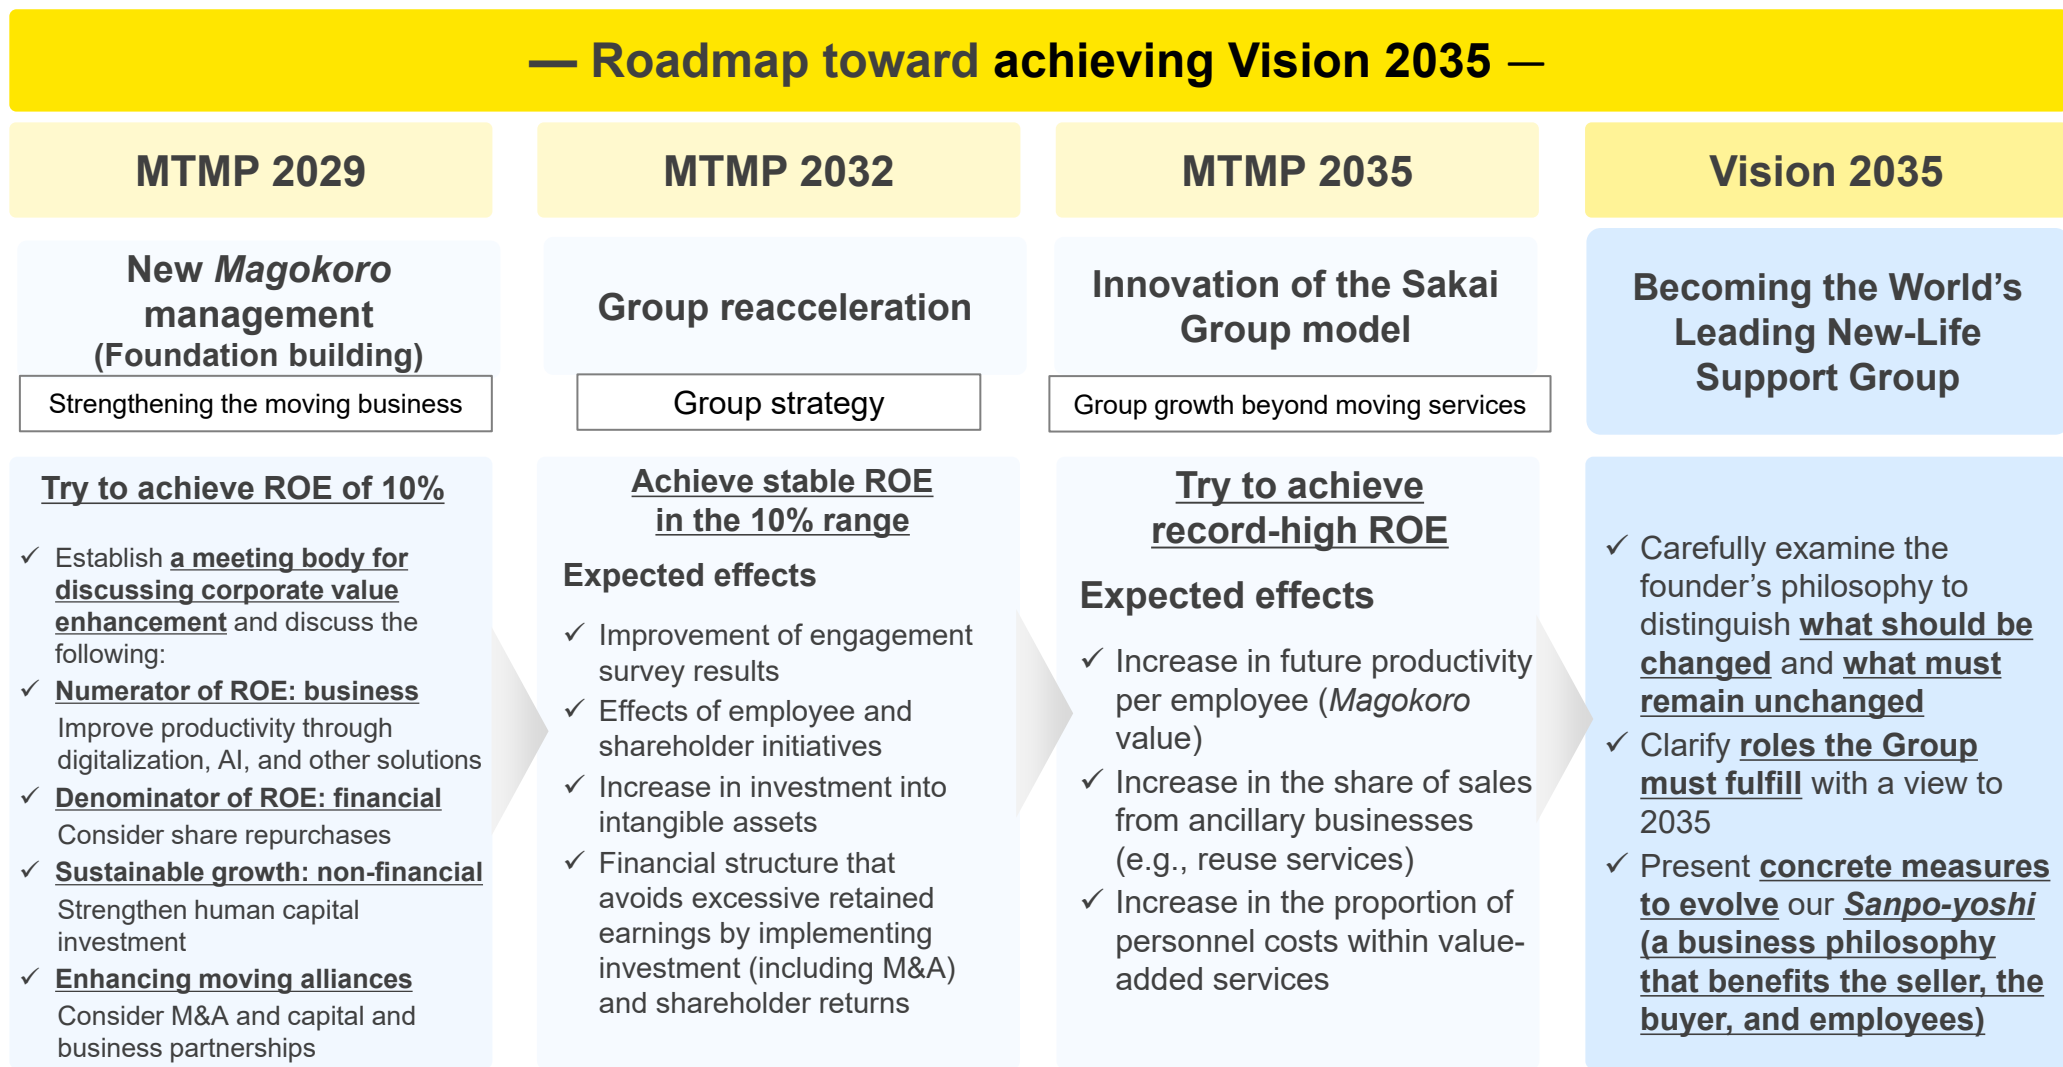 — Roadmap toward achieving Vision 2035 —
MTMP 2029
New Magokoro
management
(Foundation building)
Strengthening the moving business
Try to achieve ROE of 10%
✓ Establish a meeting body for
discussing corporate value
enhancement and discuss the
following:
✓ Numerator of ROE: business
Improve productivity through
digitalization, AI, and other solutions
✓ Denominator of ROE: financial
Consider share repurchases
✓ Sustainable growth: non-financial
Strengthen human capital
investment
✓ Enhancing moving alliances
Consider M&A and capital and
business partnerships
MTMP 2032
Group reacceleration
Group strategy
Achieve stable ROE
in the 10% range
Expected effects
✓ Improvement of engagement
survey results
✓ Effects of employee and
shareholder initiatives
✓ Increase in investment into
intangible assets
✓ Financial structure that
avoids excessive retained
earnings by implementing
investment (including M&A)
and shareholder returns
MTMP 2035
Innovation of the Sakai
Group model
Group growth beyond moving services
Try to achieve
record-high ROE
Expected effects
✓ Increase in future productivity
per employee (Magokoro
value)
✓ Increase in the share of sales
from ancillary businesses
(e.g., reuse services)
✓ Increase in the proportion of
personnel costs within value-
added services
Vision 2035
Becoming the World’s
Leading New-Life
Support Group
✓ Carefully examine the
founder’s philosophy to
distinguish what should be
changed and what must
remain unchanged
✓ Clarify roles the Group
must fulfill with a view to
2035
✓ Present concrete measures
to evolve our Sanpo-yoshi
(a business philosophy
that benefits the seller, the
buyer, and employees)